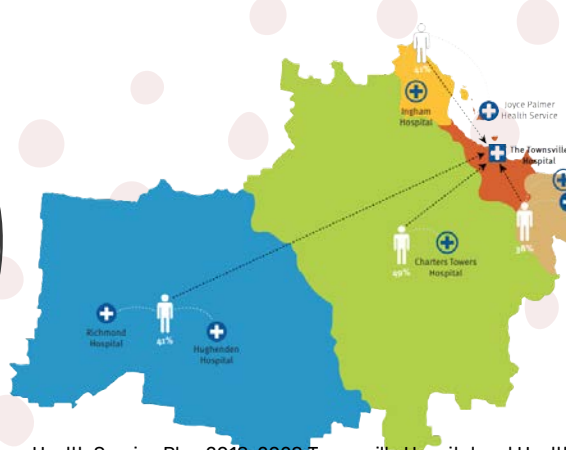 41%
Ingham
Hospital
Joyce Palmer
Health Service
The Townsville
Hospital
38%
49%
Charters Towers
Hospital
Richmond
Hospital
41%
Hughenden
Hospital